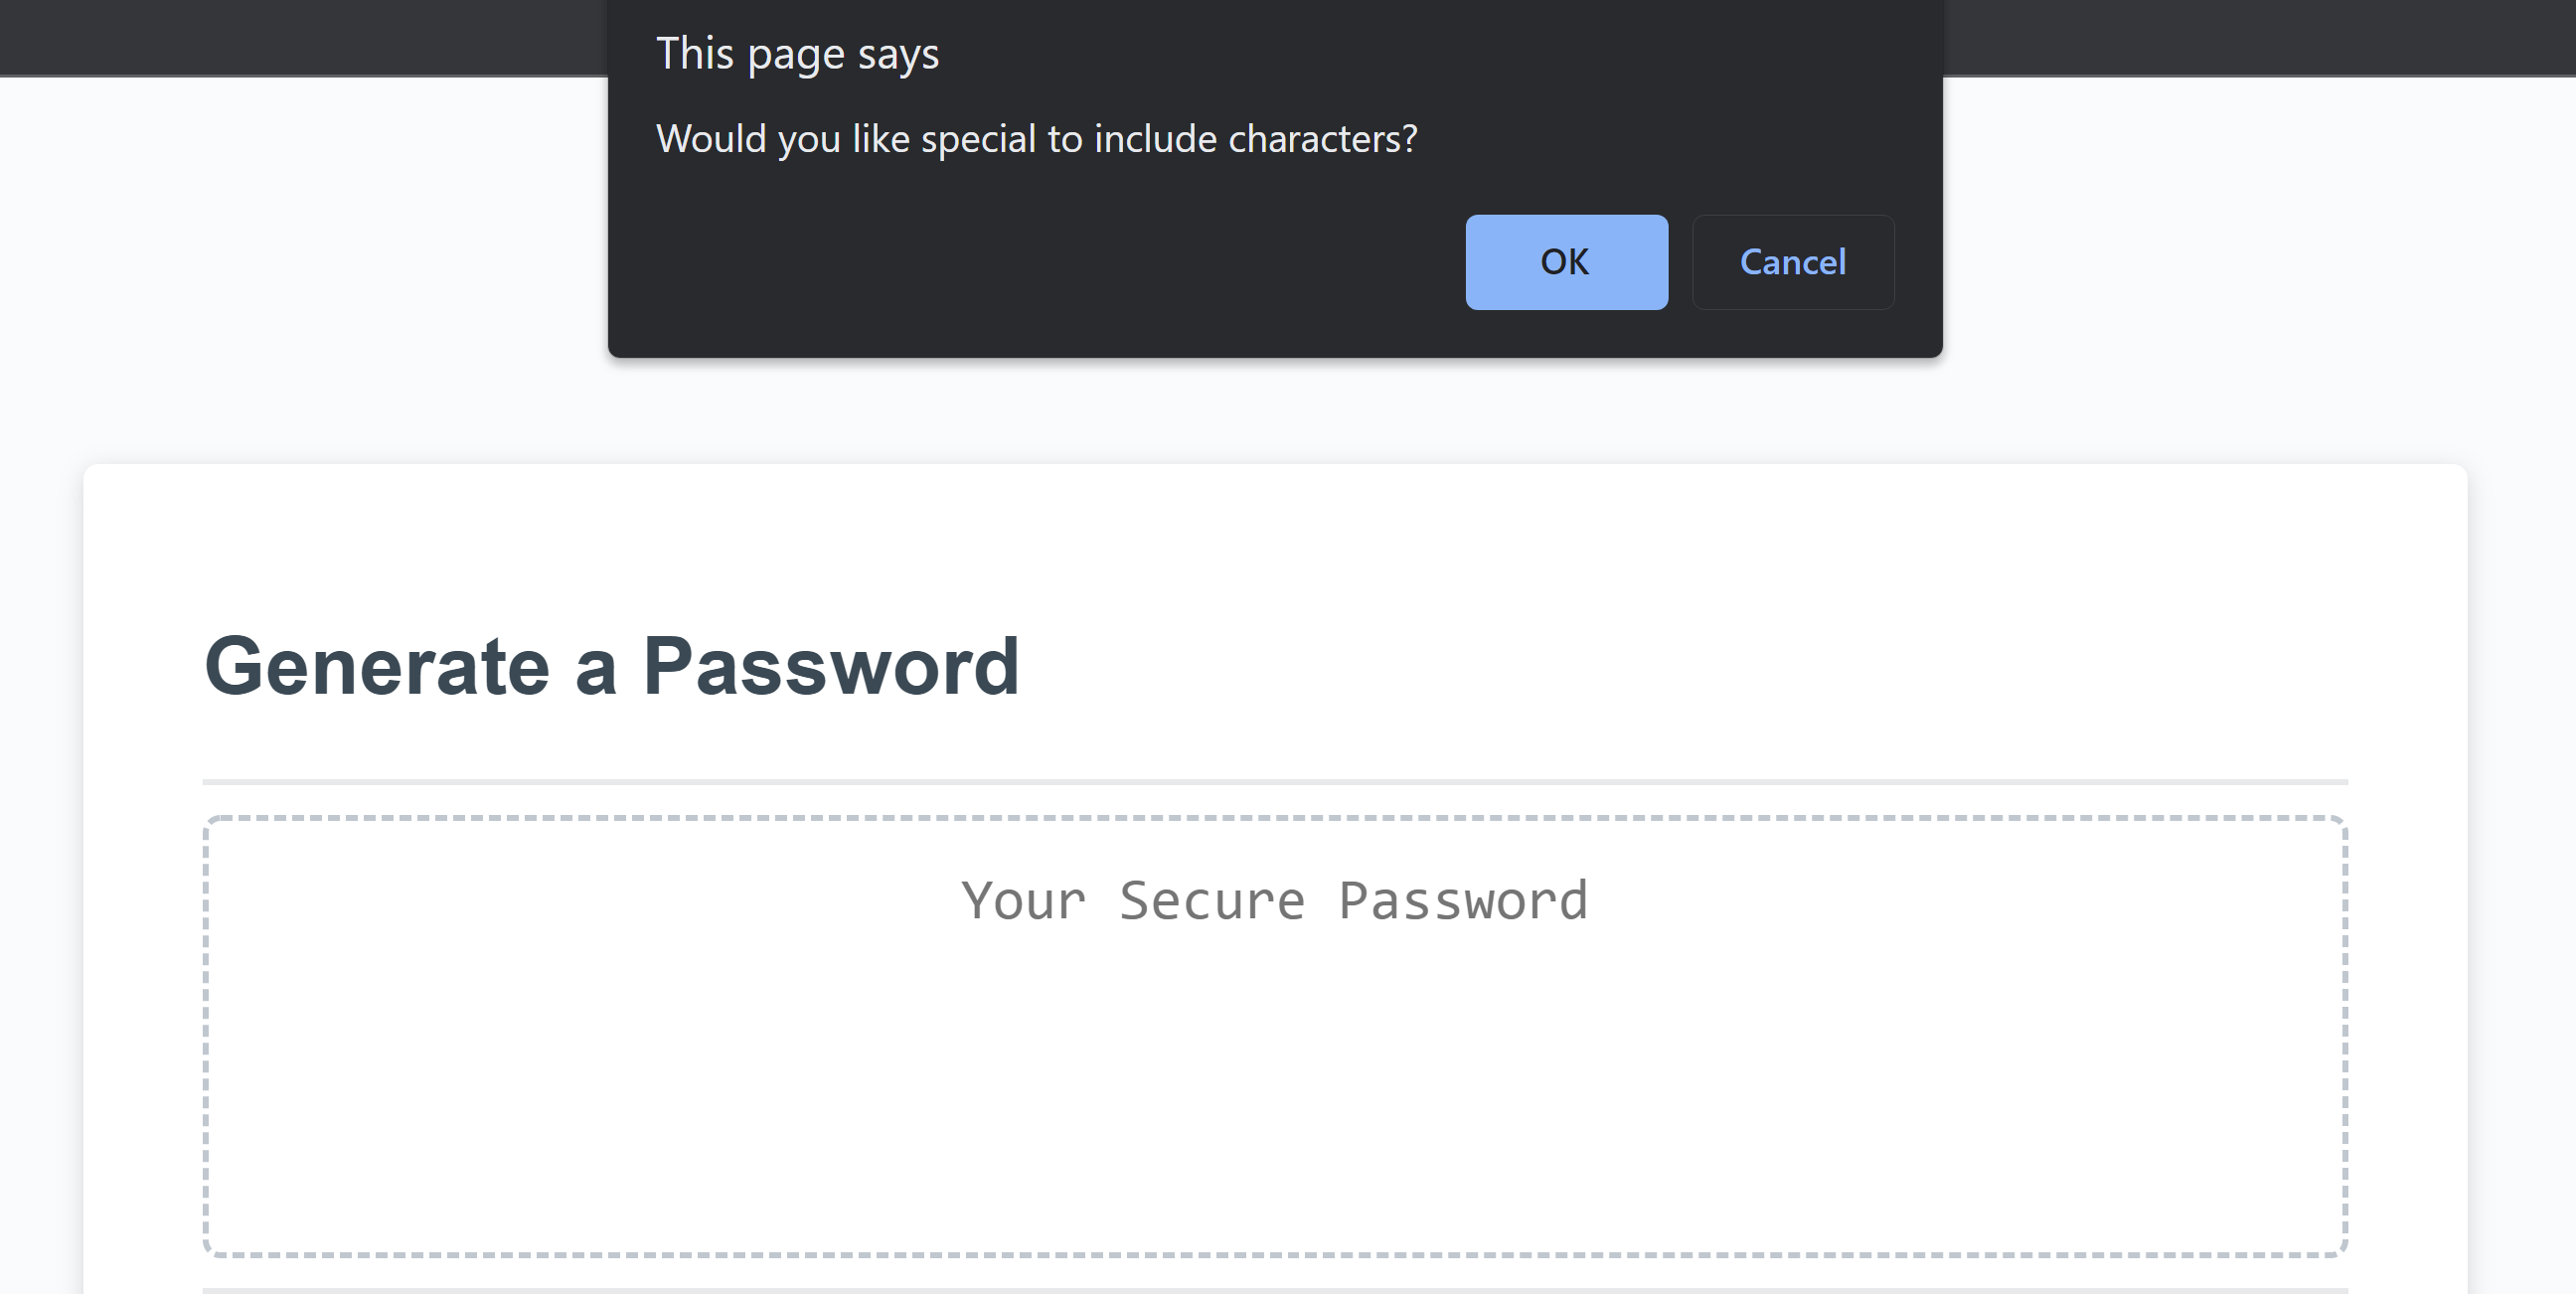 This page says
Would you like special to include characters?
OK
Cancel
Generate a Password
Your Secure Password